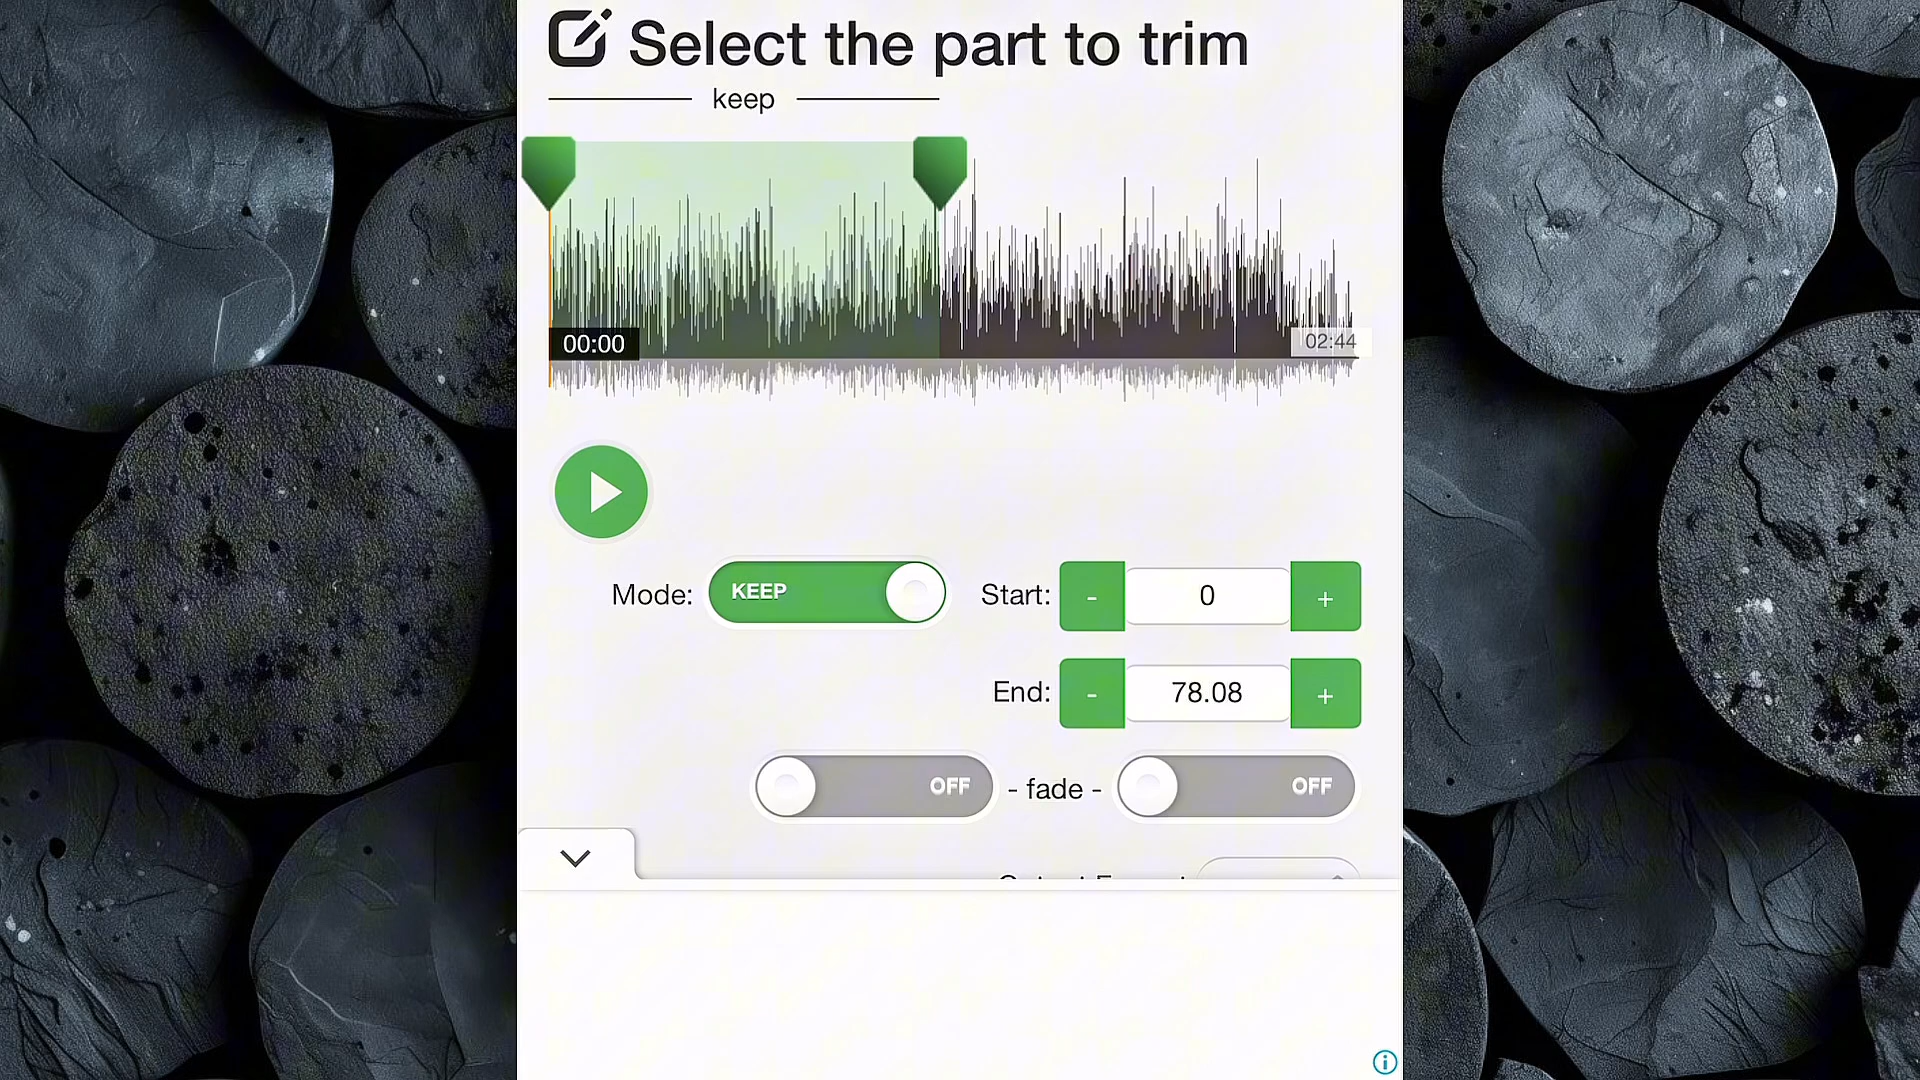 Select the part to trim
keep
00:00
02:44
Mode:
KEEP
Start:
-
0
+
End:
-
78.08
+
OFF
- fade -
OFF